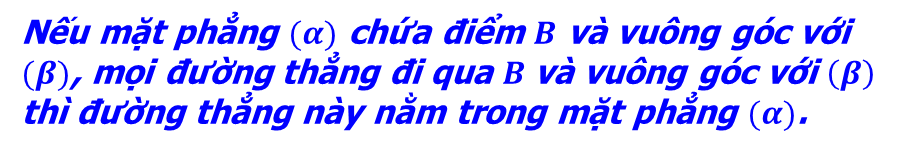 Nếu mặt phẳng (α) chứa điểm B và vuông góc với
(β), mọi đường thẳng đi qua B và vuông góc với (β)
thì đường thẳng này nằm trong mặt phẳng (α).